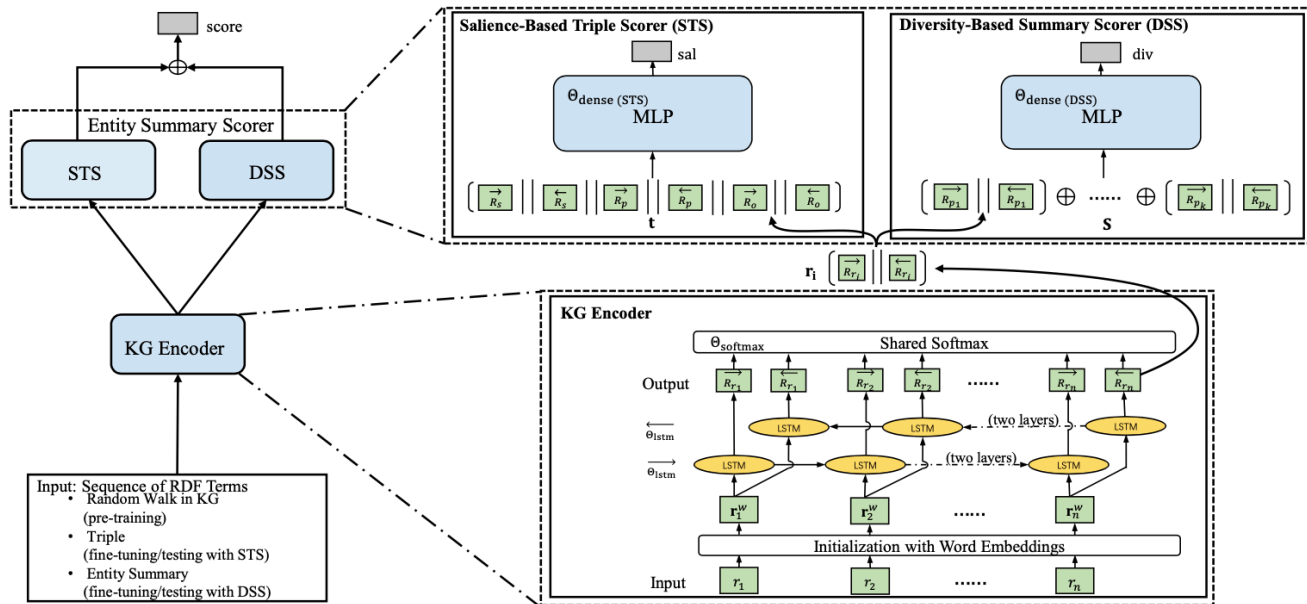 score
⊕
Entity Summary Scorer
STS
DSS
KG Encoder
Input: Sequence of RDF Terms
• Random Walk in KG
(pre-training)
• Triple
(fine-tuning/testing with STS)
• Entity Summary
(fine-tuning/testing with DSS)
Salience-Based Triple Scorer (STS)
sal
Θdense (STS)
MLP
( →Rs || ←Rs || →Rp || ←Rp || →Ro || ←Ro )
t
Diversity-Based Summary Scorer (DSS)
div
Θdense (DSS)
MLP
( →Rp1 || ←Rp1 ) ⊕ ...... ⊕ ( →Rpk || ←Rpk )
S
ri ( →Rri || ←Rri )
KG Encoder
Θsoftmax Shared Softmax
Output →Rr1 ←Rr1 →Rr2 ←Rr2 ...... →Rrn ←Rrn
←Θlstm LSTM LSTM (two layers) LSTM
→Θlstm LSTM LSTM (two layers) LSTM
r1^w r2^w ...... rn^w
Initialization with Word Embeddings
Input r1 r2 ...... rn